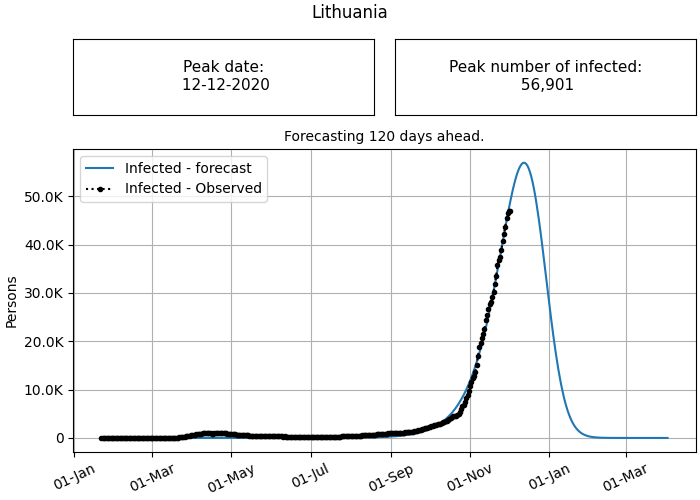 Lithuania
Peak date:
12-12-2020
Peak number of infected:
56,901
Forecasting 120 days ahead.
Infected - forecast
Infected - Observed
Persons
50.0K
40.0K
30.0K
20.0K
10.0K
0
01-Jan
01-Mar
01-May
01-Jul
01-Sep
01-Nov
01-Jan
01-Mar